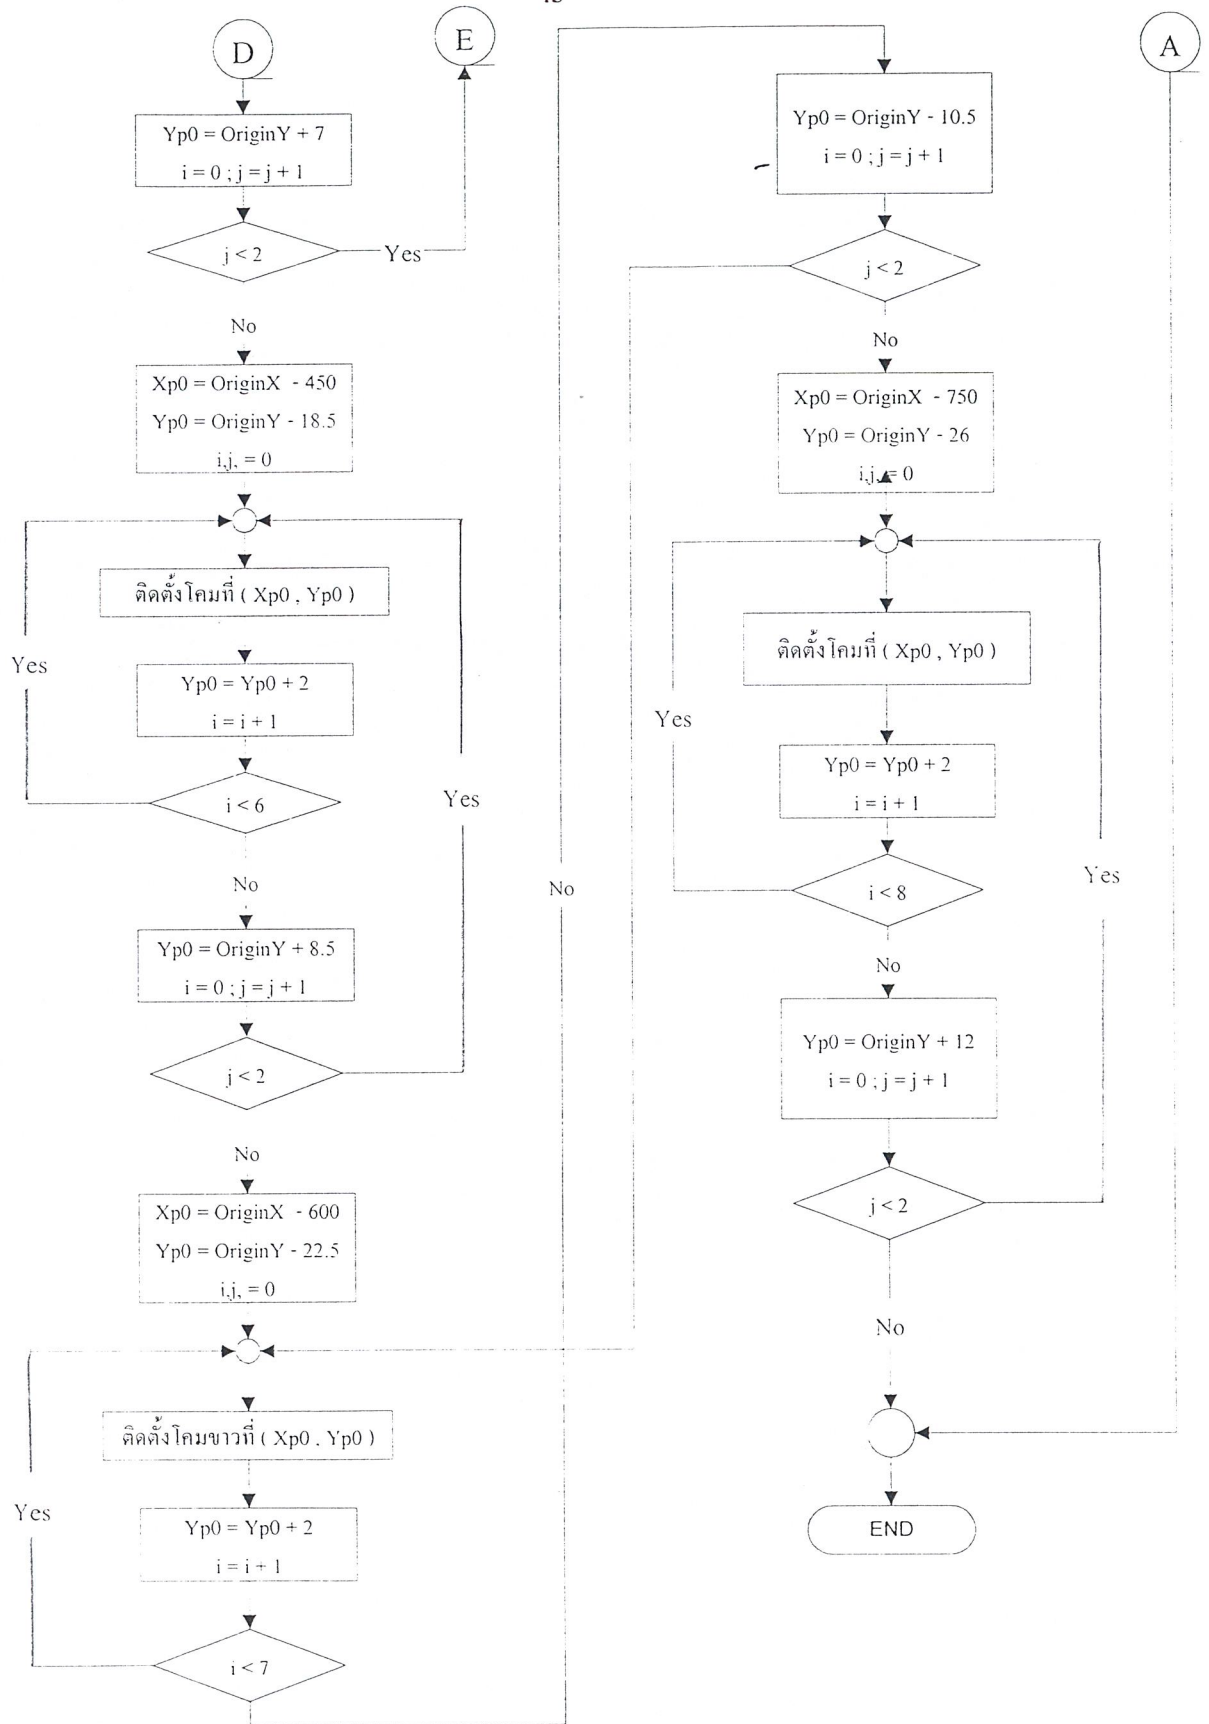 D
Yp0 = OriginY + 7
i = 0 ; j = j + 1
j < 2
Yes
E
No
Xp0 = OriginX - 450
Yp0 = OriginY - 18.5
i,j, = 0
ติดตั้งโคมที่ ( Xp0 , Yp0 )
Yes
Yp0 = Yp0 + 2
i = i + 1
i < 6
Yes
No
Yp0 = OriginY + 8.5
i = 0 ; j = j + 1
j < 2
No
Xp0 = OriginX - 600
Yp0 = OriginY - 22.5
i,j, = 0
ติดตั้งโคมขาวที่ ( Xp0 , Yp0 )
Yes
Yp0 = Yp0 + 2
i = i + 1
i < 7
No
Yp0 = OriginY - 10.5
i = 0 ; j = j + 1
j < 2
No
Xp0 = OriginX - 750
Yp0 = OriginY - 26
i,j, = 0
ติดตั้งโคมที่ ( Xp0 , Yp0 )
Yes
Yp0 = Yp0 + 2
i = i + 1
i < 8
Yes
No
Yp0 = OriginY + 12
i = 0 ; j = j + 1
j < 2
No
A
END